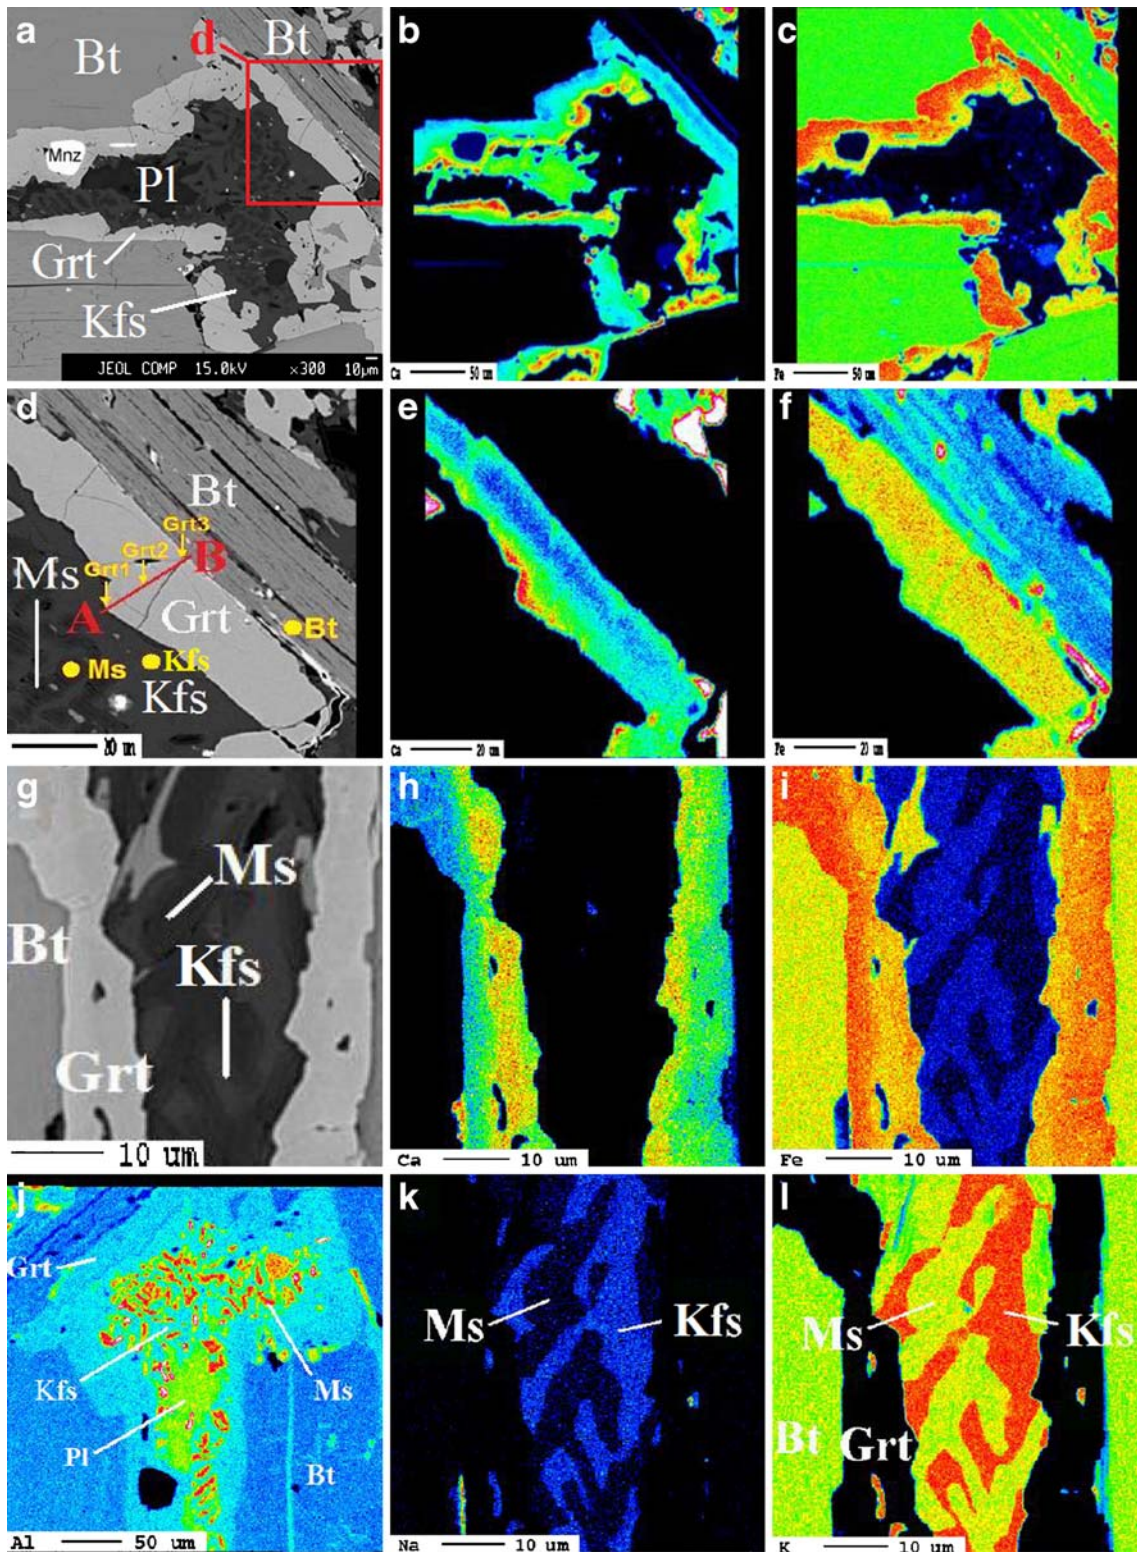 a
Bt
d
Bt
Mnz
Pl
Grt
Kfs
JEOL COMP 15.0kV ×300 10µm
b
Ca 50 um
c
Fe 50 um
d
Bt
Grt3
Grt2
B
Grt1
Ms
A
Grt
Bt
Ms
Kfs
Kfs
e
Ca 20 um
f
Fe 20 um
g
Ms
Bt
Kfs
Grt
10 um
h
Ca 10 um
i
Fe 10 um
j
Grt
Kfs
Ms
Pl
Bt
Al 50 um
k
Ms
Kfs
Na 10 um
l
Ms
Kfs
Bt
Grt
K 10 um